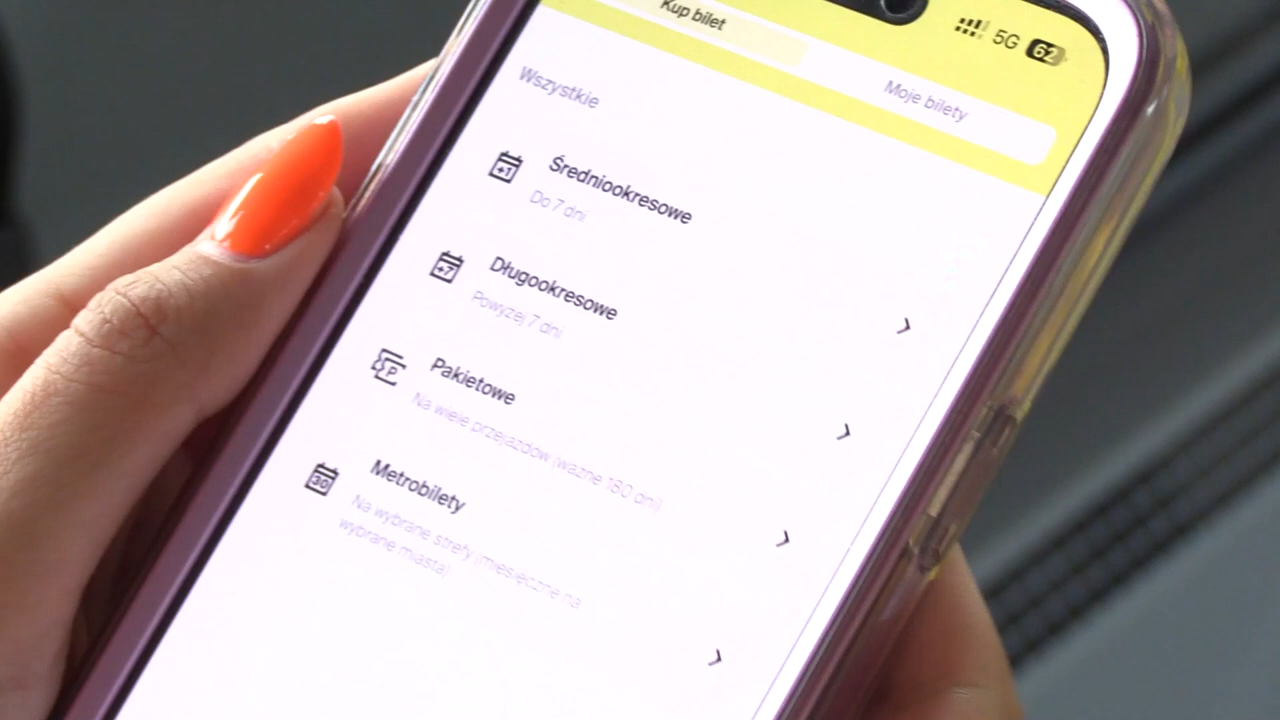 5G 62
Kup bilet
Moje bilety
Wszystkie
+1
Średniookresowe
Do 7 dni
+7
Długookresowe
Powyżej 7 dni
P
Pakietowe
Na wiele przejazdów (ważne 180 dni)
30
Metrobilety
Na wybrane strefy (miesięczne na
wybrane miasta)